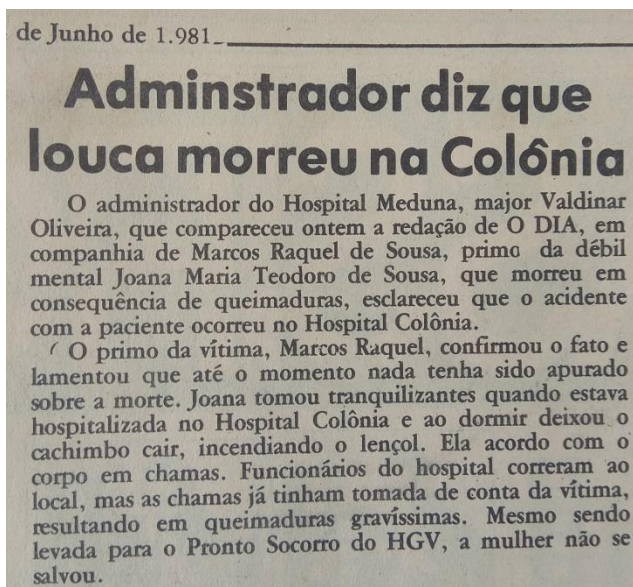 de Junho de 1.981
Adminstrador diz que
louca morreu na Colônia
O administrador do Hospital Meduna, major Valdinar
Oliveira, que compareceu ontem a redação de O DIA, em
companhia de Marcos Raquel de Sousa, primo da débil
mental Joana Maria Teodoro de Sousa, que morreu em
consequência de queimaduras, esclareceu que o acidente
com a paciente ocorreu no Hospital Colônia.
O primo da vítima, Marcos Raquel, confirmou o fato e
lamentou que até o momento nada tenha sido apurado
sobre a morte. Joana tomou tranquilizantes quando estava
hospitalizada no Hospital Colônia e ao dormir deixou o
cachimbo cair, incendiando o lençol. Ela acordo com o
corpo em chamas. Funcionários do hospital correram ao
local, mas as chamas já tinham tomada de conta da vítima,
resultando em queimaduras gravíssimas. Mesmo sendo
levada para o Pronto Socorro do HGV, a mulher não se
salvou.